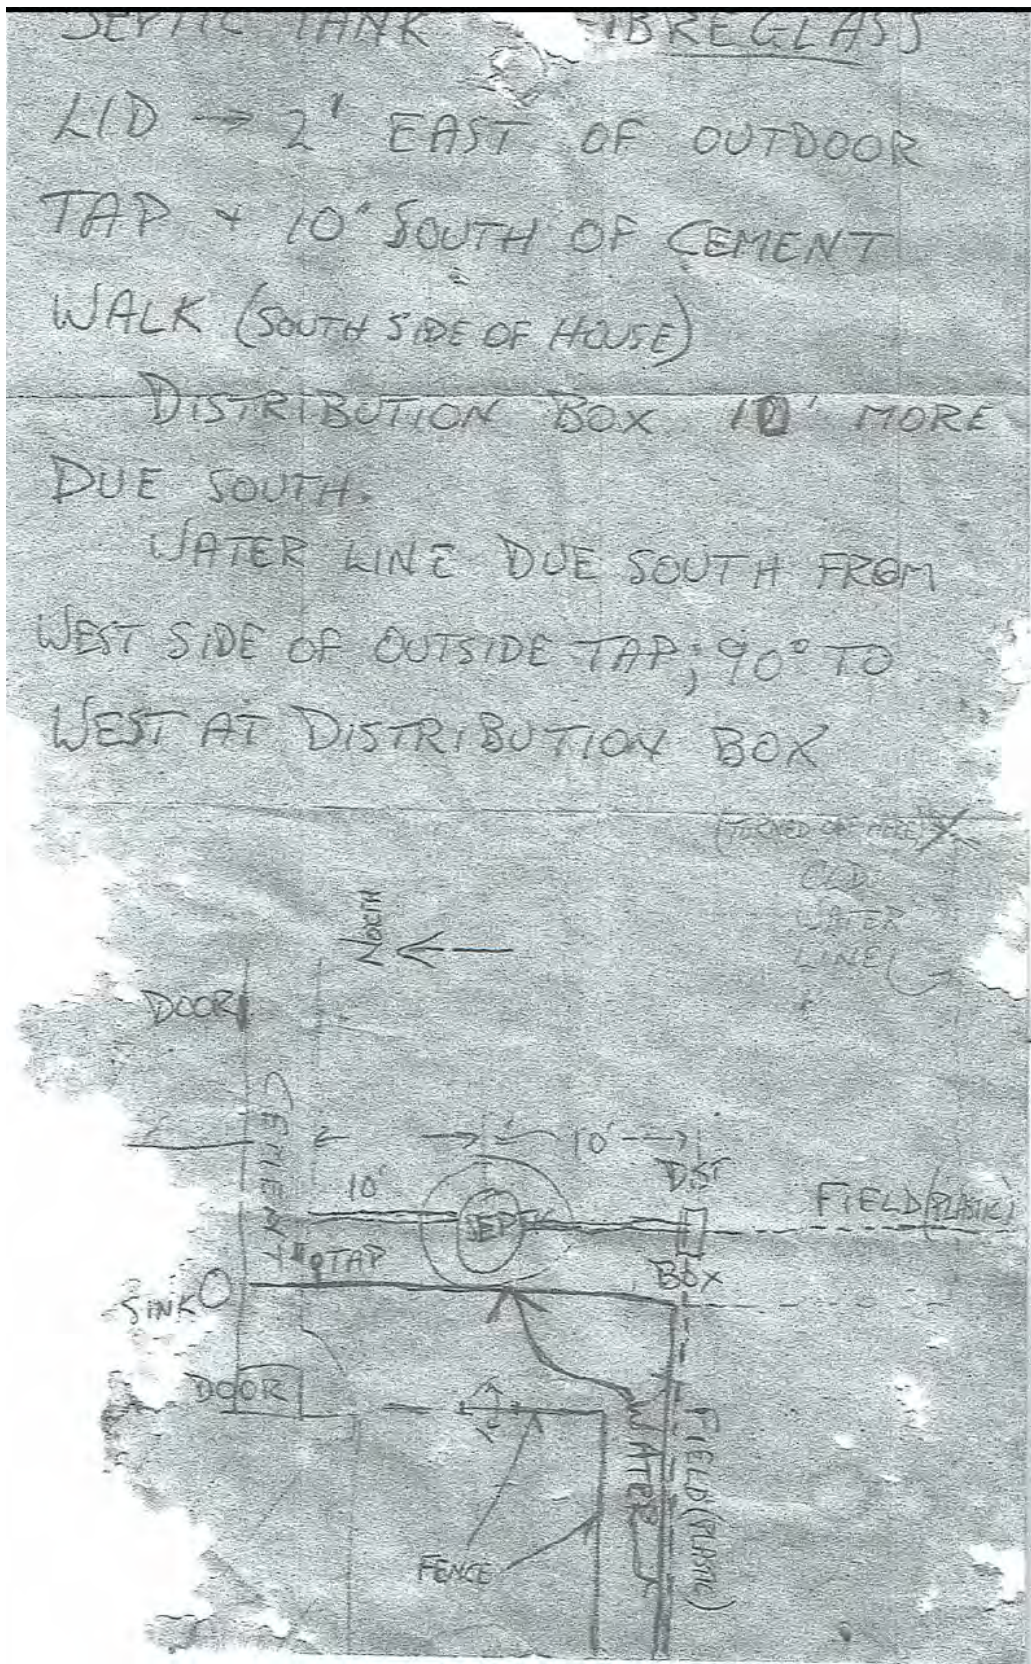 SEPTIC TANK FIBREGLASS
LID → 2' EAST OF OUTDOOR
TAP + 10' SOUTH OF CEMENT
WALK (SOUTH SIDE OF HOUSE)
DISTRIBUTION BOX 10' MORE
DUE SOUTH.
WATER LINE DUE SOUTH FROM
WEST SIDE OF OUTSIDE TAP; 90° TO
WEST AT DISTRIBUTION BOX
(TURNED OFF HERE) X
OLD
WATER
LINE
NORTH
DOOR
CEMENT
10'
10'
DIST
SEPTIC
FIELD (PLASTIC)
TAP
BOX
SINK
DOOR
WATER
FIELD (PLASTIC)
FENCE